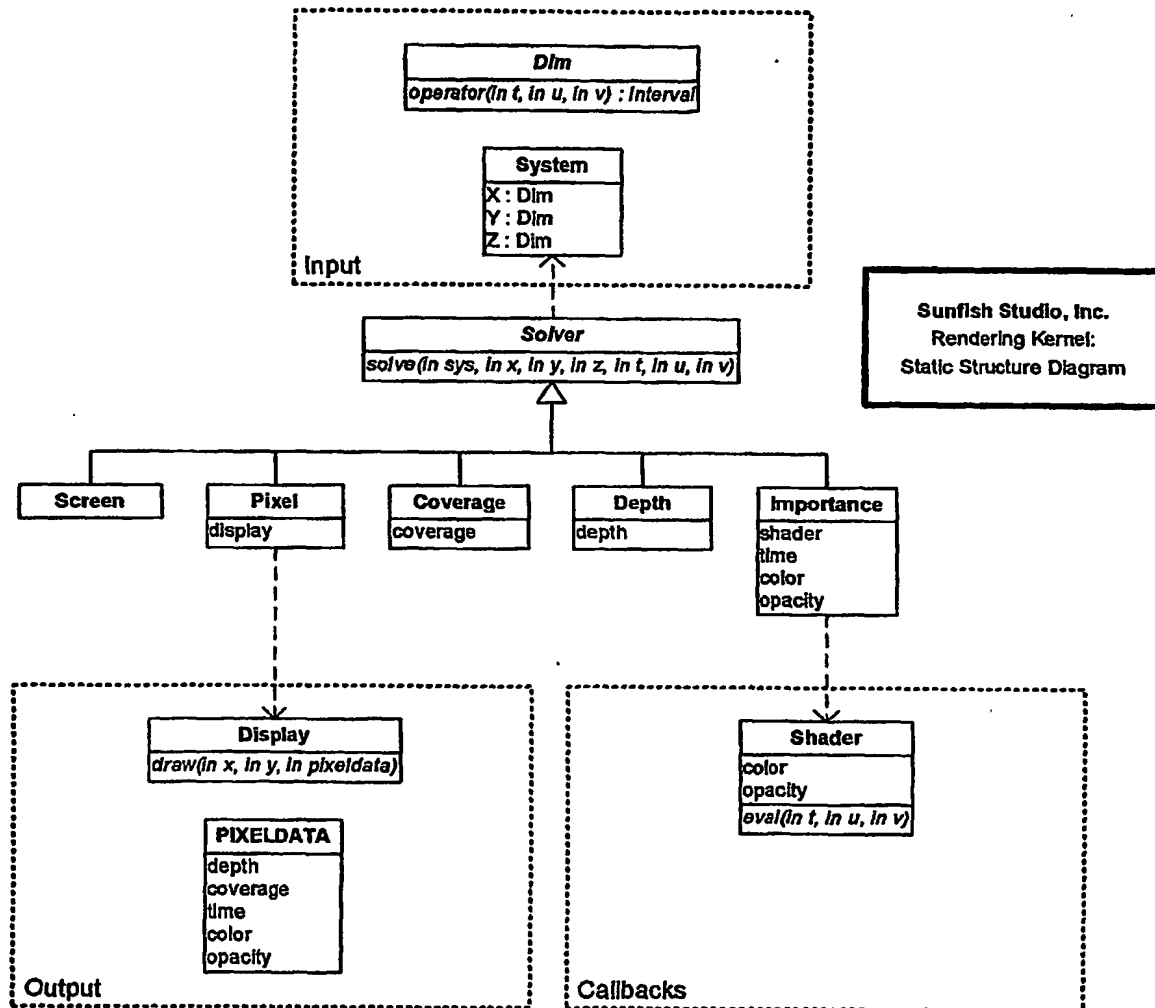 Dim
operator(in t, in u, in v) : Interval
System
X : Dim
Y : Dim
Z : Dim
Input
Sunfish Studio, Inc.
Rendering Kernel:
Static Structure Diagram
Solver
solve(in sys, in x, in y, in z, in t, in u, in v)
Screen
Pixel
display
Coverage
coverage
Depth
depth
Importance
shader
time
color
opacity
Display
draw(in x, in y, in pixeldata)
PIXELDATA
depth
coverage
time
color
opacity
Output
Shader
color
opacity
eval(in t, in u, in v)
Callbacks